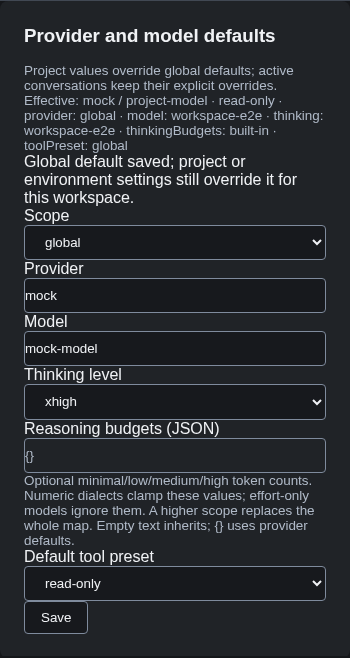 Provider and model defaults
Project values override global defaults; active
conversations keep their explicit overrides.
Effective: mock / project-model · read-only ·
provider: global · model: workspace-e2e · thinking:
workspace-e2e · thinkingBudgets: built-in ·
toolPreset: global
Global default saved; project or
environment settings still override it for
this workspace.
Scope
global
Provider
mock
Model
mock-model
Thinking level
xhigh
Reasoning budgets (JSON)
{}
Optional minimal/low/medium/high token counts.
Numeric dialects clamp these values; effort-only
models ignore them. A higher scope replaces the
whole map. Empty text inherits; {} uses provider
defaults.
Default tool preset
read-only
Save